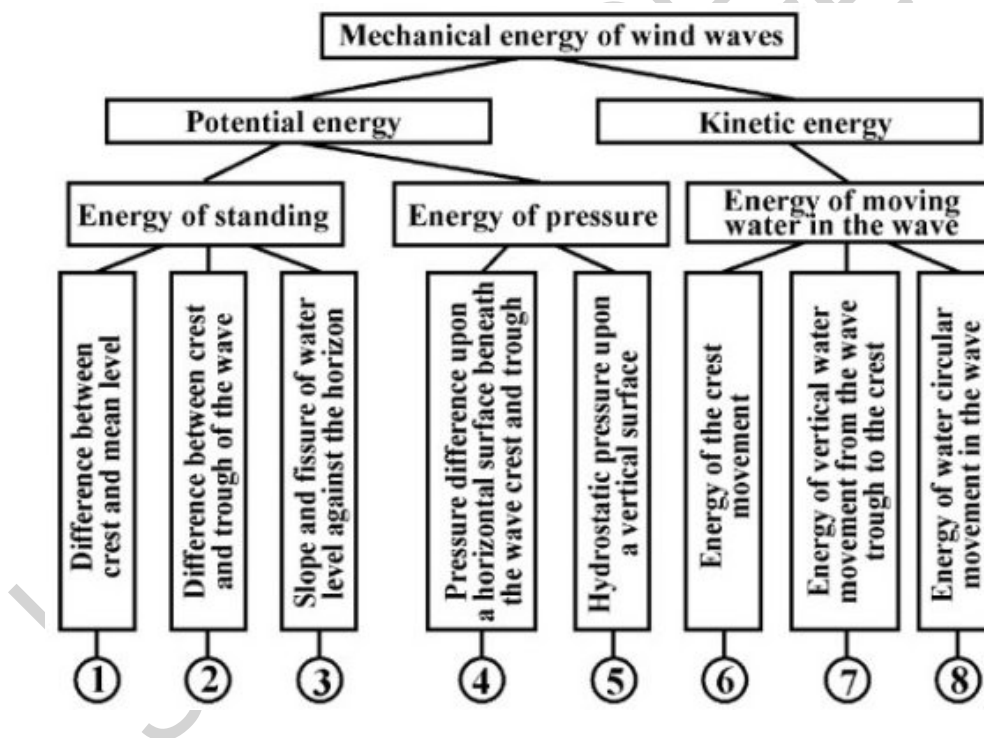 Mechanical energy of wind waves
Potential energy
Kinetic energy
Energy of standing
Energy of pressure
Energy of moving
water in the wave
Difference between
crest and mean level
Difference between crest
and trough of the wave
Slope and fissure of water
level against the horizon
Pressure difference upon
a horizontal surface beneath
the wave crest and trough
Hydrostatic pressure upon
a vertical surface
Energy of the crest
movement
Energy of vertical water
movement from the wave
trough to the crest
Energy of water circular
movement in the wave
1
2
3
4
5
6
7
8